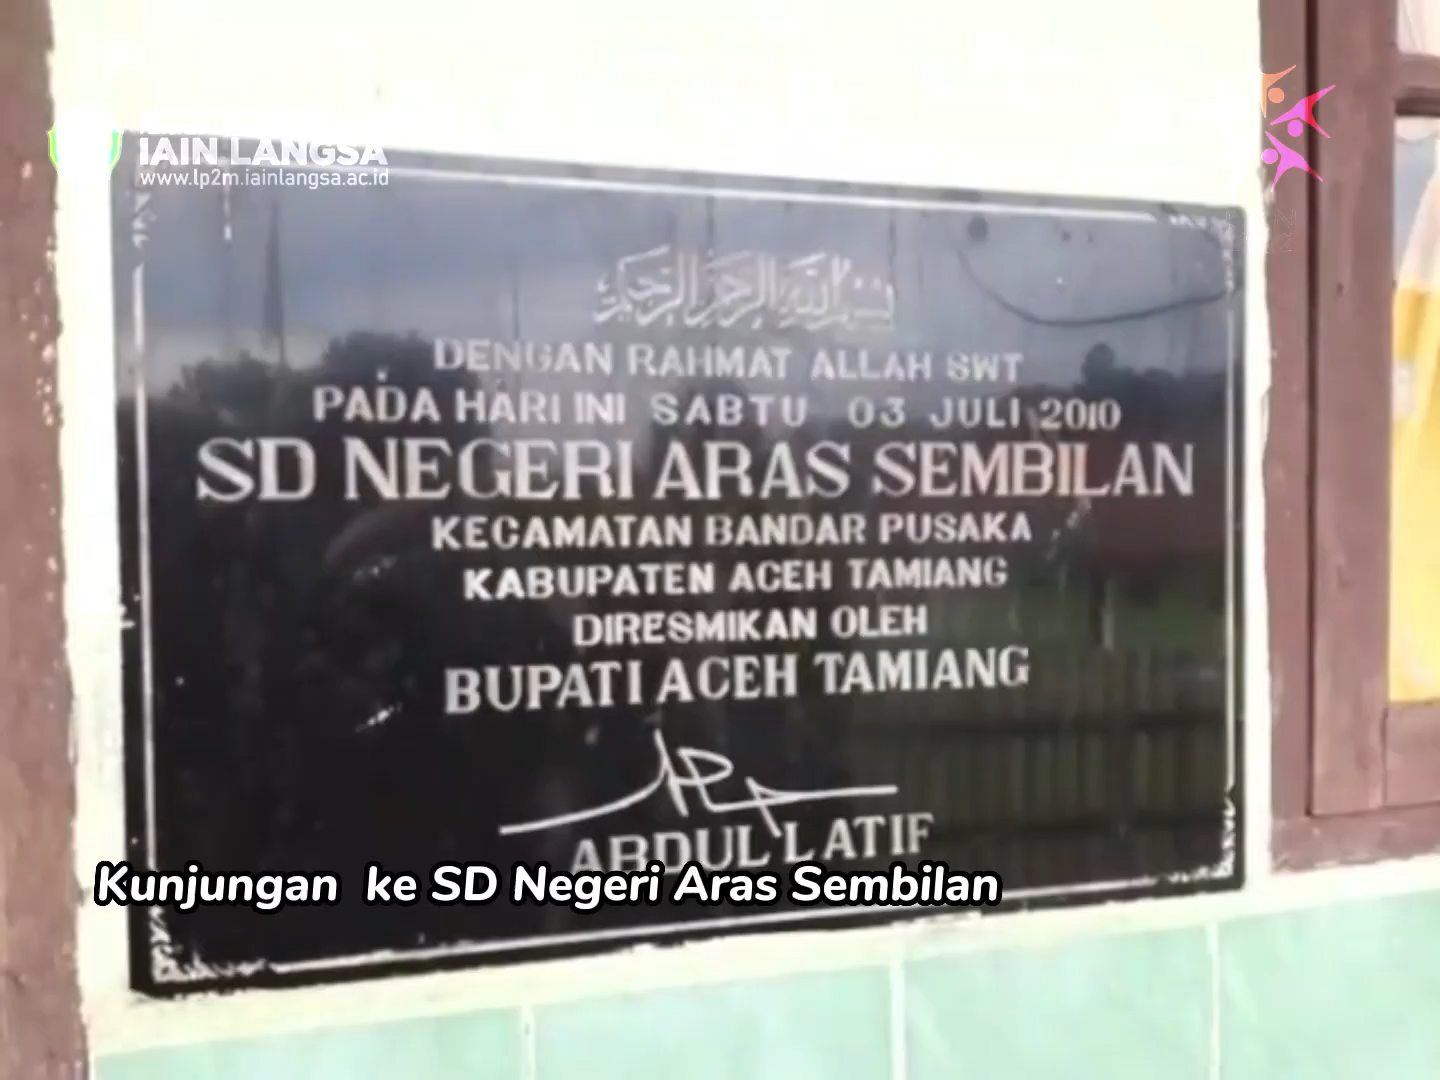 IAIN LANGSA
www.lp2m.iainlangsa.ac.id
بسم الله الرحمن الرحيم
DENGAN RAHMAT ALLAH SWT
PADA HARI INI SABTU 03 JULI 2010
SD NEGERI ARAS SEMBILAN
KECAMATAN BANDAR PUSAKA
KABUPATEN ACEH TAMIANG
DIRESMIKAN OLEH
BUPATI ACEH TAMIANG
ABDUL LATIF
Kunjungan ke SD Negeri Aras Sembilan